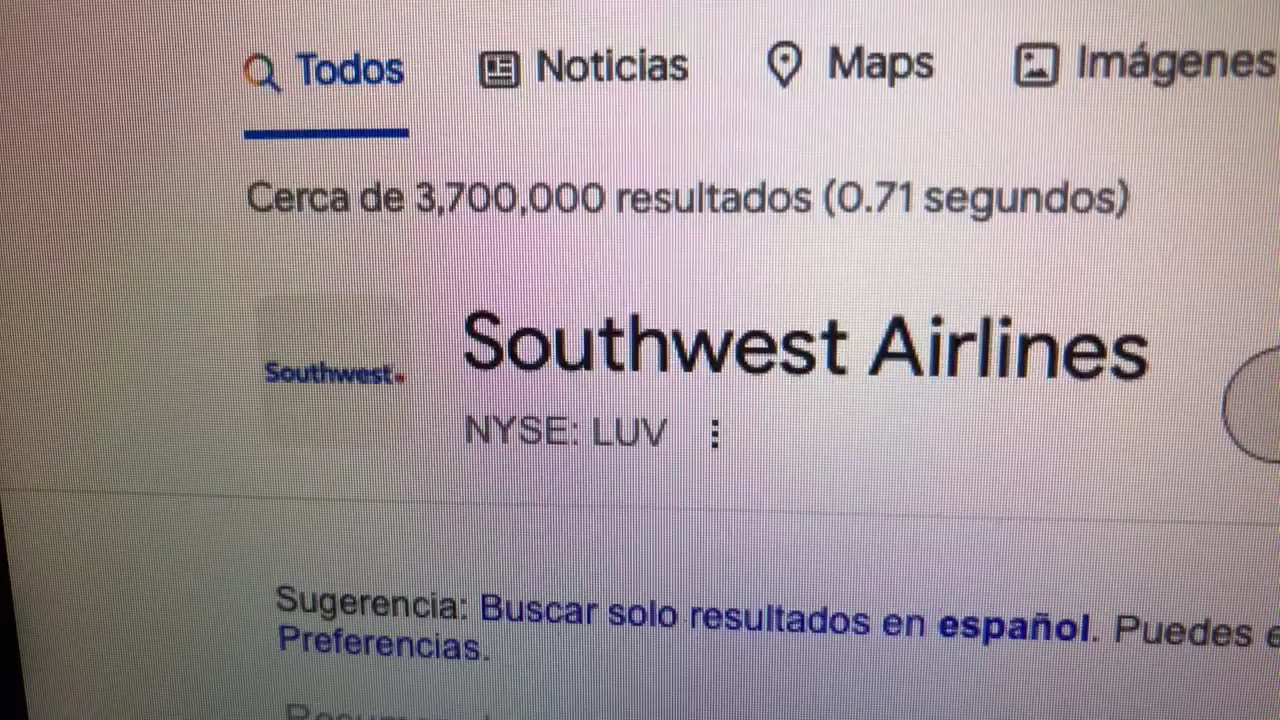 Todos Noticias Maps Imágenes
Cerca de 3,700,000 resultados (0.71 segundos)
Southwest Airlines
Southwest
NYSE: LUV
Sugerencia: Buscar solo resultados en español. Puedes
Preferencias.